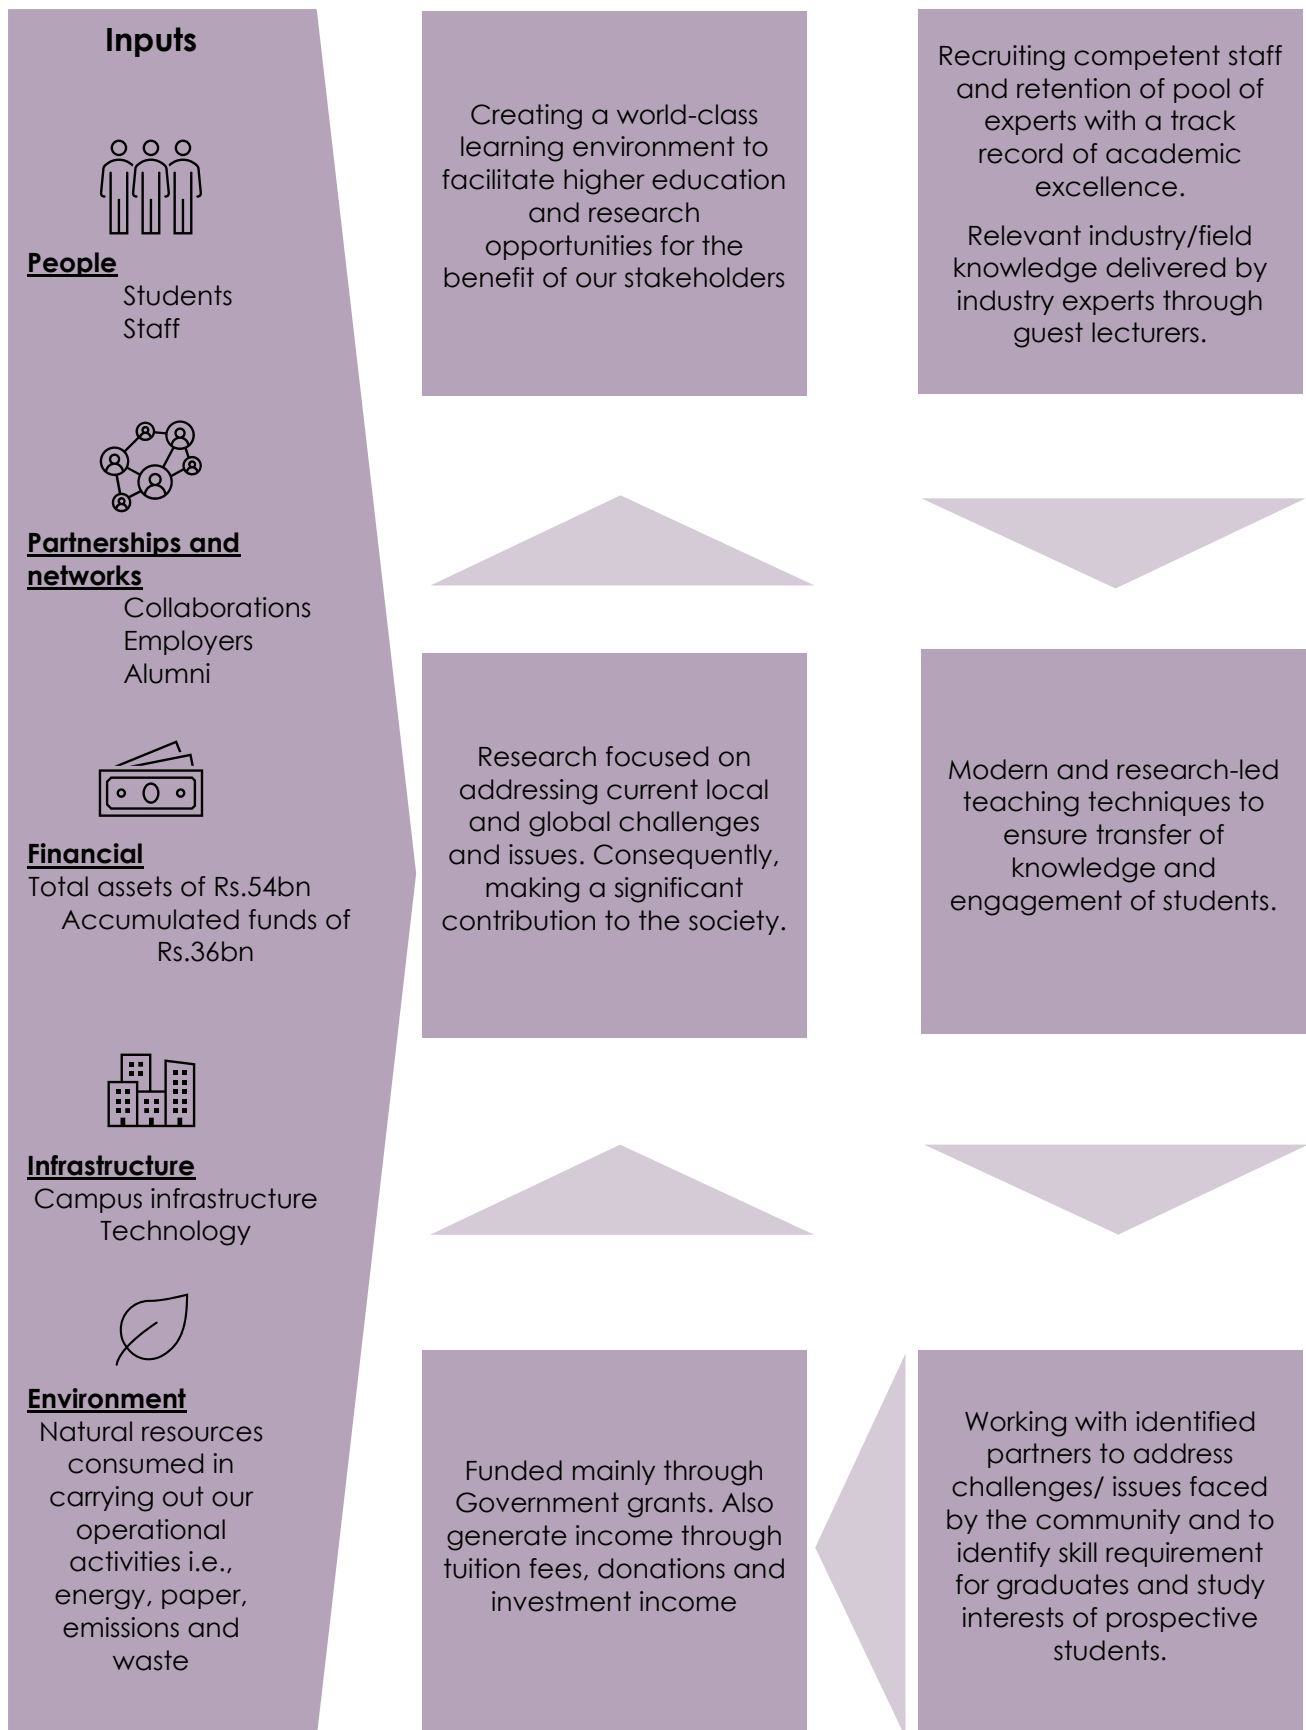 Inputs
People
Students
Staff
Partnerships and
networks
Collaborations
Employers
Alumni
Financial
Total assets of Rs.54bn
Accumulated funds of
Rs.36bn
Infrastructure
Campus infrastructure
Technology
Environment
Natural resources
consumed in
carrying out our
operational
activities i.e.,
energy, paper,
emissions and
waste
Creating a world-class
learning environment to
facilitate higher education
and research
opportunities for the
benefit of our stakeholders
Research focused on
addressing current local
and global challenges
and issues. Consequently,
making a significant
contribution to the society.
Funded mainly through
Government grants. Also
generate income through
tuition fees, donations and
investment income
Recruiting competent staff
and retention of pool of
experts with a track
record of academic
excellence.
Relevant industry/field
knowledge delivered by
industry experts through
guest lecturers.
Modern and research-led
teaching techniques to
ensure transfer of
knowledge and
engagement of students.
Working with identified
partners to address
challenges/ issues faced
by the community and to
identify skill requirement
for graduates and study
interests of prospective
students.